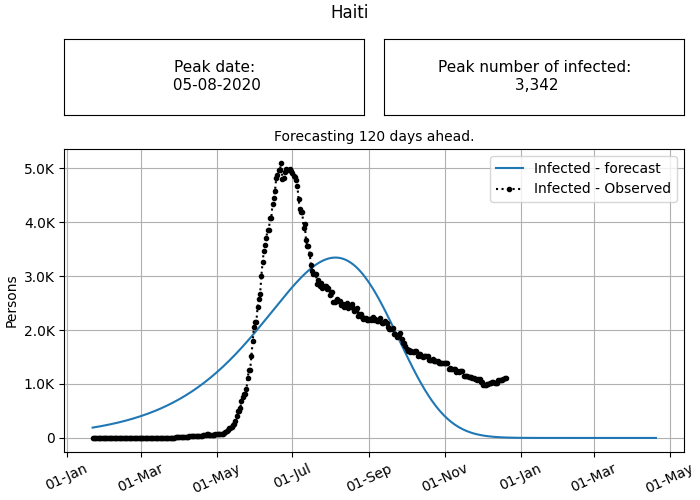 Haiti
Peak date:
05-08-2020
Peak number of infected:
3,342
Forecasting 120 days ahead.
Infected - forecast
Infected - Observed
Persons
5.0K
4.0K
3.0K
2.0K
1.0K
0
01-Jan
01-Mar
01-May
01-Jul
01-Sep
01-Nov
01-Jan
01-Mar
01-May